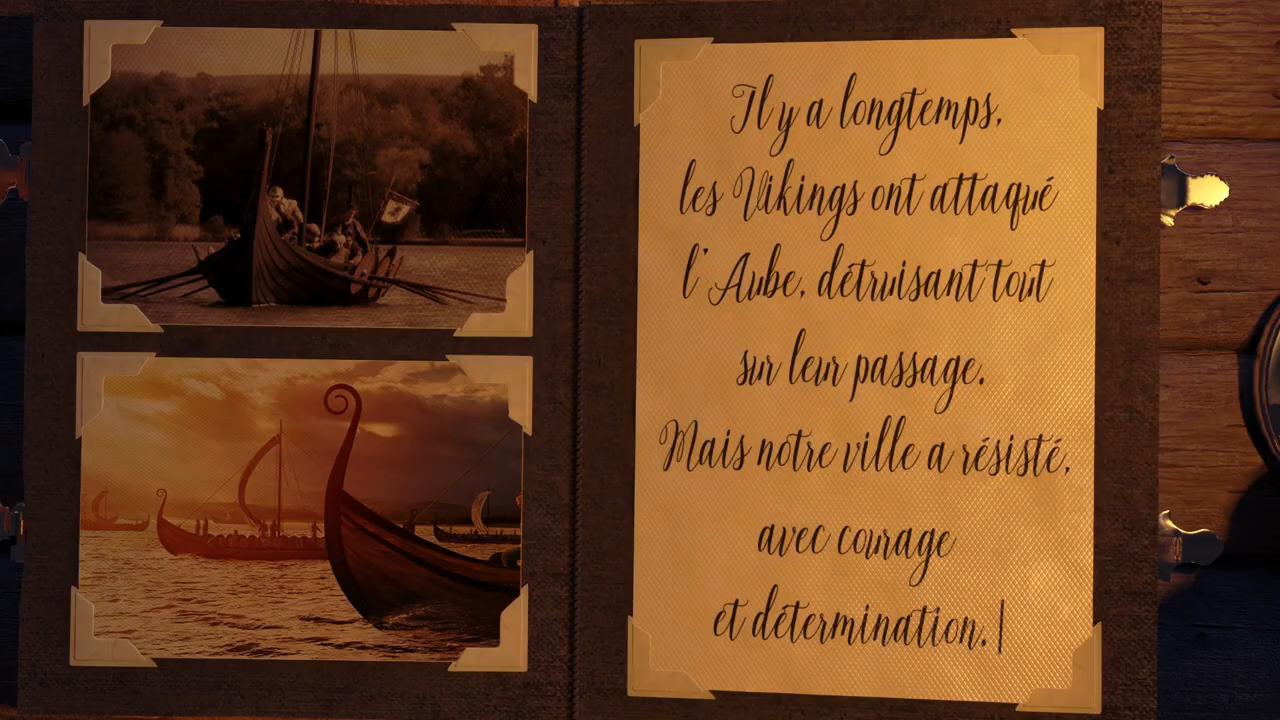 Il y a longtemps,
les Vikings ont attaqué
l'Aube, détruisant tout
sur leur passage.
Mais notre ville a résisté,
avec courage
et détermination.|